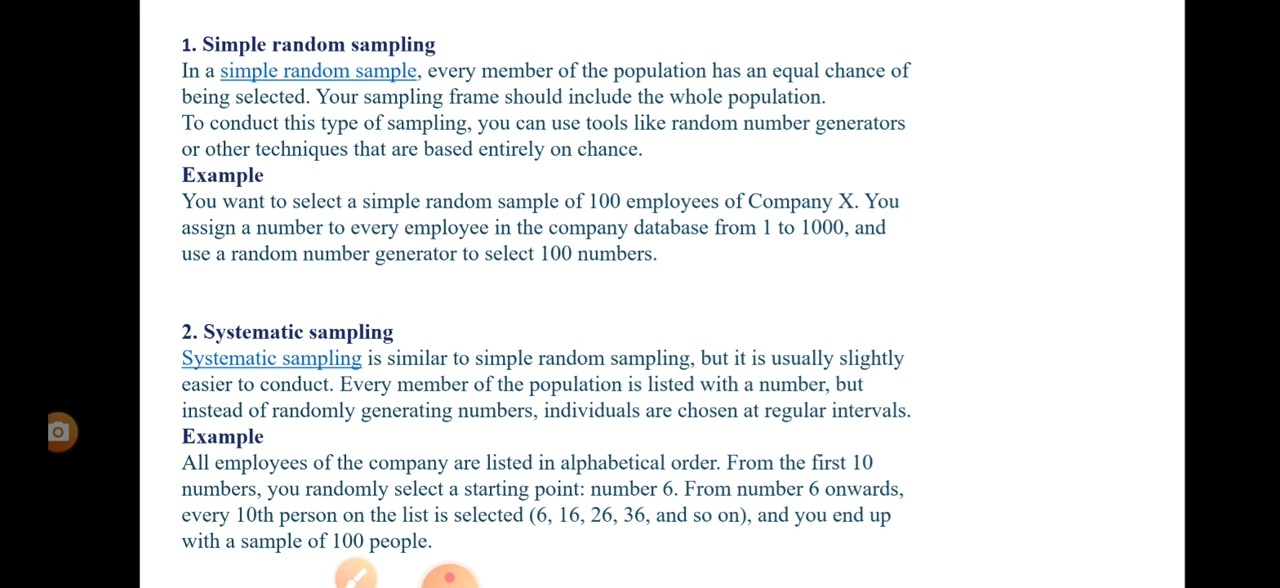 1. Simple random sampling
In a simple random sample, every member of the population has an equal chance of
being selected. Your sampling frame should include the whole population.
To conduct this type of sampling, you can use tools like random number generators
or other techniques that are based entirely on chance.
Example
You want to select a simple random sample of 100 employees of Company X. You
assign a number to every employee in the company database from 1 to 1000, and
use a random number generator to select 100 numbers.
2. Systematic sampling
Systematic sampling is similar to simple random sampling, but it is usually slightly
easier to conduct. Every member of the population is listed with a number, but
instead of randomly generating numbers, individuals are chosen at regular intervals.
Example
All employees of the company are listed in alphabetical order. From the first 10
numbers, you randomly select a starting point: number 6. From number 6 onwards,
every 10th person on the list is selected (6, 16, 26, 36, and so on), and you end up
with a sample of 100 people.